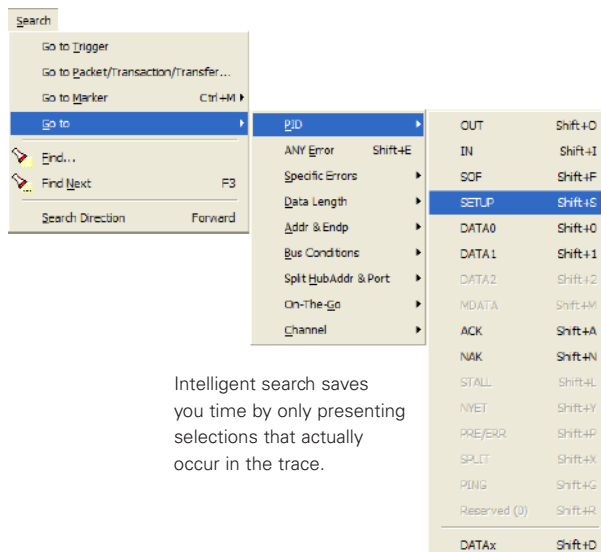 Search
Go to Trigger
Go to Packet/Transaction/Transfer...
Go to Marker Ctrl+M
Go to
Find...
Find Next F3
Search Direction Forward
PID
ANY Error Shift+E
Specific Errors
Data Length
Addr & Endp
Bus Conditions
Split HubAddr & Port
On-The-Go
Channel
OUT Shift+O
IN Shift+I
SOF Shift+F
SETUP Shift+S
DATA0 Shift+0
DATA1 Shift+1
DATA2 Shift+2
MDATA Shift+M
ACK Shift+A
NAK Shift+N
STALL Shift+L
NYET Shift+Y
PRE/ERR Shift+P
SPLIT Shift+X
PING Shift+G
Reserved (0) Shift+R
DATAx Shift+D
Intelligent search saves
you time by only presenting
selections that actually
occur in the trace.